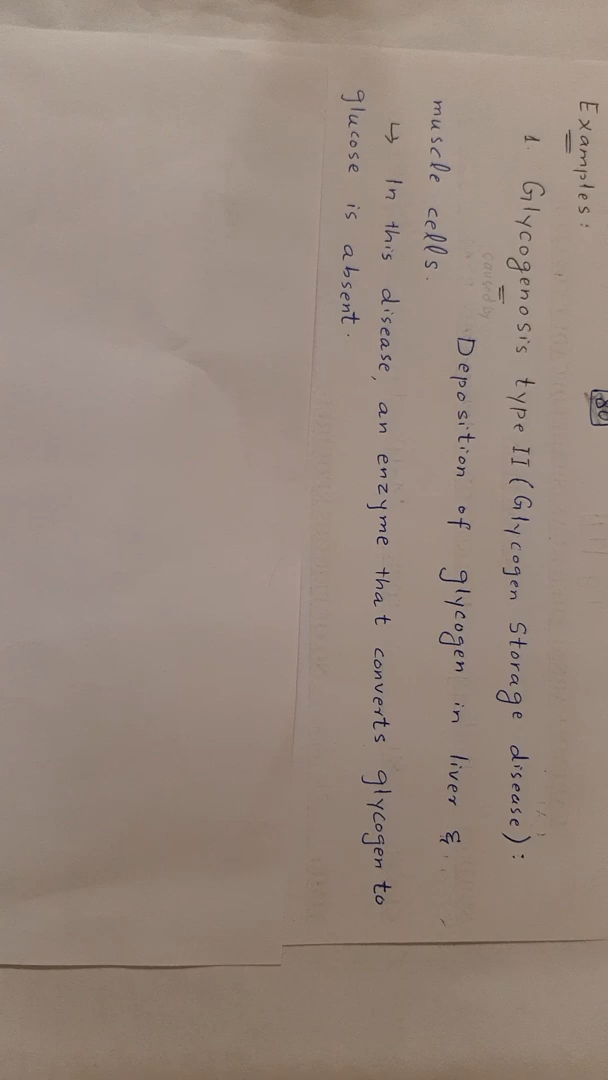 Examples:
1. Glycogenosis type II (Glycogen Storage disease):
Deposition of glycogen in liver &
muscle cells.
↳ In this disease, an enzyme that converts glycogen to
glucose is absent.